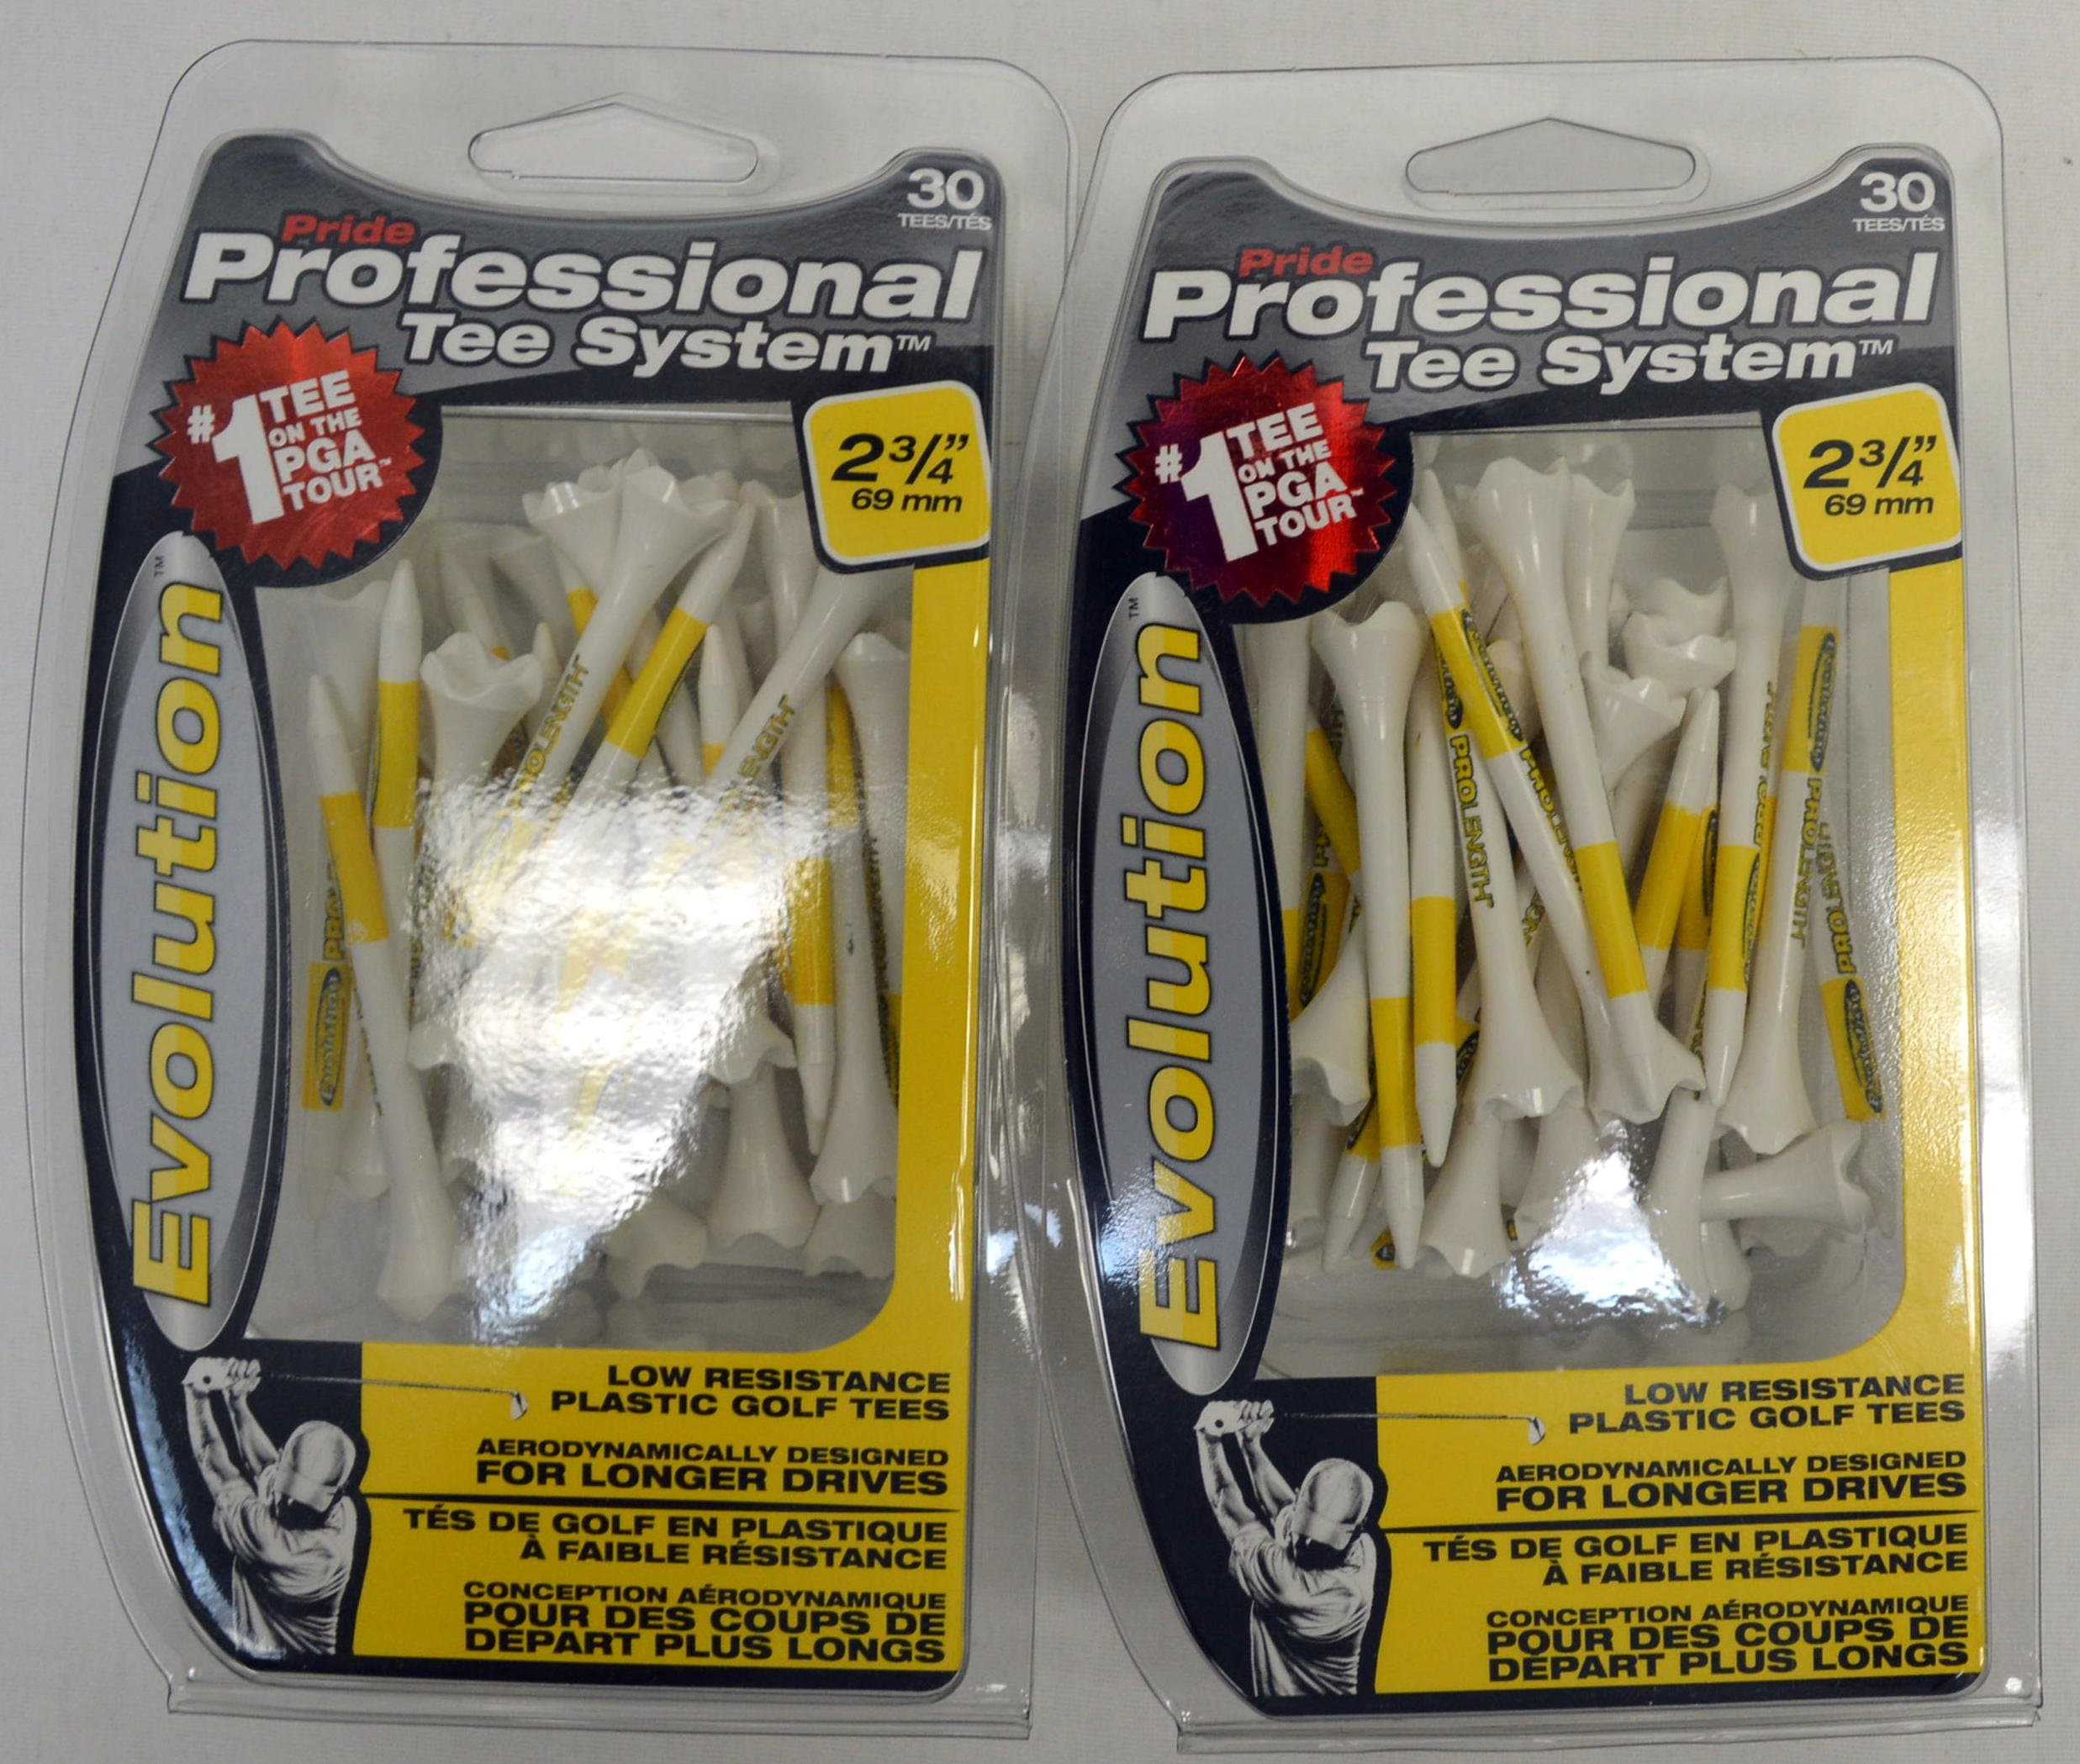 30
TEES/TÉS
Pride
Professional
Tee System™
#1 TEE
ON THE
PGA
TOUR™
2 3/4"
69 mm
Evolution™
PROLENGTH
LENGTH
Evolution
LOW RESISTANCE
PLASTIC GOLF TEES
AERODYNAMICALLY DESIGNED
FOR LONGER DRIVES
TÉS DE GOLF EN PLASTIQUE
À FAIBLE RÉSISTANCE
CONCEPTION AÉRODYNAMIQUE
POUR DES COUPS DE
DÉPART PLUS LONGS
30
TEES/TÉS
Pride
Professional
Tee System™
#1 TEE
ON THE
PGA
TOUR™
2 3/4"
69 mm
Evolution™
PROLENGTH
PROLENGTH
PROLENGTH
Evolution
LOW RESISTANCE
PLASTIC GOLF TEES
AERODYNAMICALLY DESIGNED
FOR LONGER DRIVES
TÉS DE GOLF EN PLASTIQUE
À FAIBLE RÉSISTANCE
CONCEPTION AÉRODYNAMIQUE
POUR DES COUPS DE
DÉPART PLUS LONGS